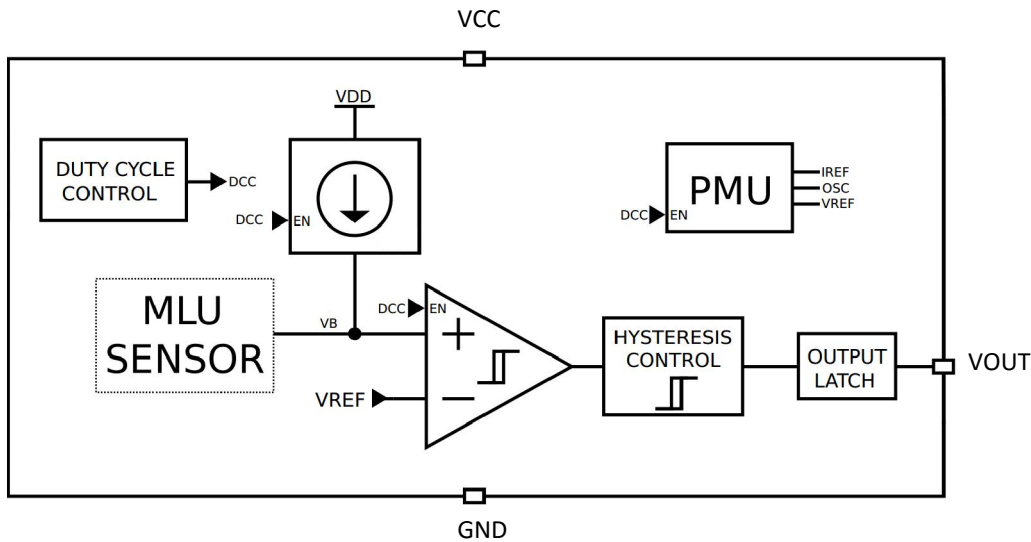 VCC
VDD
DUTY CYCLE
CONTROL
DCC
DCC
EN
PMU
IREF
OSC
VREF
DCC
EN
MLU
SENSOR
VB
DCC
EN
VREF
HYSTERESIS
CONTROL
OUTPUT
LATCH
VOUT
GND